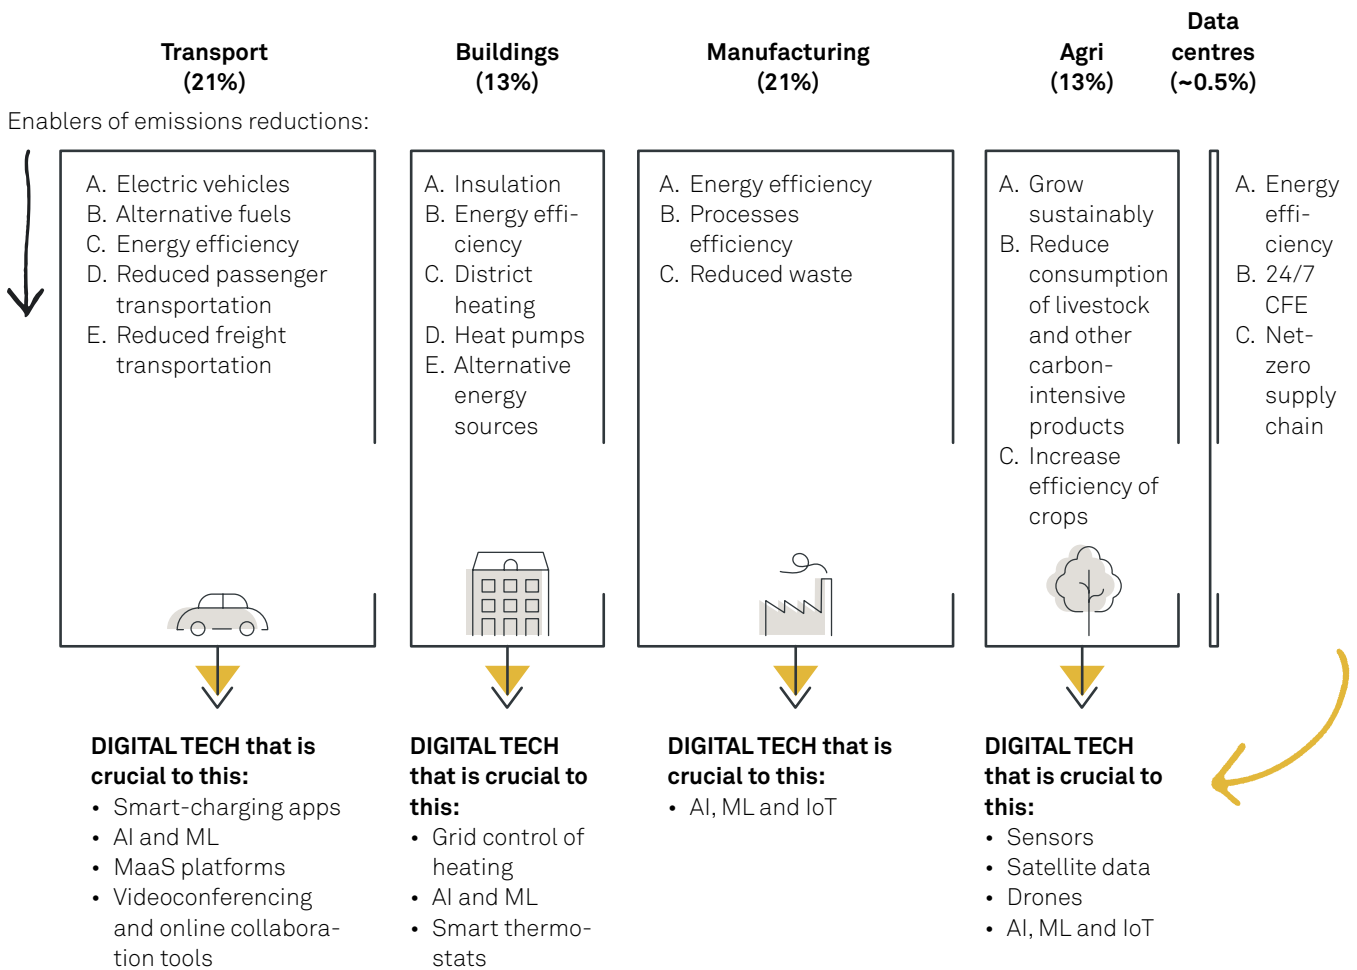 Transport
(21%)
Buildings
(13%)
Manufacturing
(21%)
Agri
(13%)
Data
centres
(~0.5%)
Enablers of emissions reductions:
A. Electric vehicles
B. Alternative fuels
C. Energy efficiency
D. Reduced passenger
transportation
E. Reduced freight
transportation
A. Insulation
B. Energy effi-
ciency
C. District
heating
D. Heat pumps
E. Alternative
energy
sources
A. Energy efficiency
B. Processes
efficiency
C. Reduced waste
A. Grow
sustainably
B. Reduce
consumption
of livestock
and other
carbon-
intensive
products
C. Increase
efficiency of
crops
A. Energy
effi-
ciency
B. 24/7
CFE
C. Net-
zero
supply
chain
DIGITAL TECH that is
crucial to this:
• Smart-charging apps
• AI and ML
• MaaS platforms
• Videoconferencing
and online collabora-
tion tools
DIGITAL TECH
that is crucial to
this:
• Grid control of
heating
• AI and ML
• Smart thermo-
stats
DIGITAL TECH that is
crucial to this:
• AI, ML and IoT
DIGITAL TECH
that is crucial to
this:
• Sensors
• Satellite data
• Drones
• AI, ML and IoT